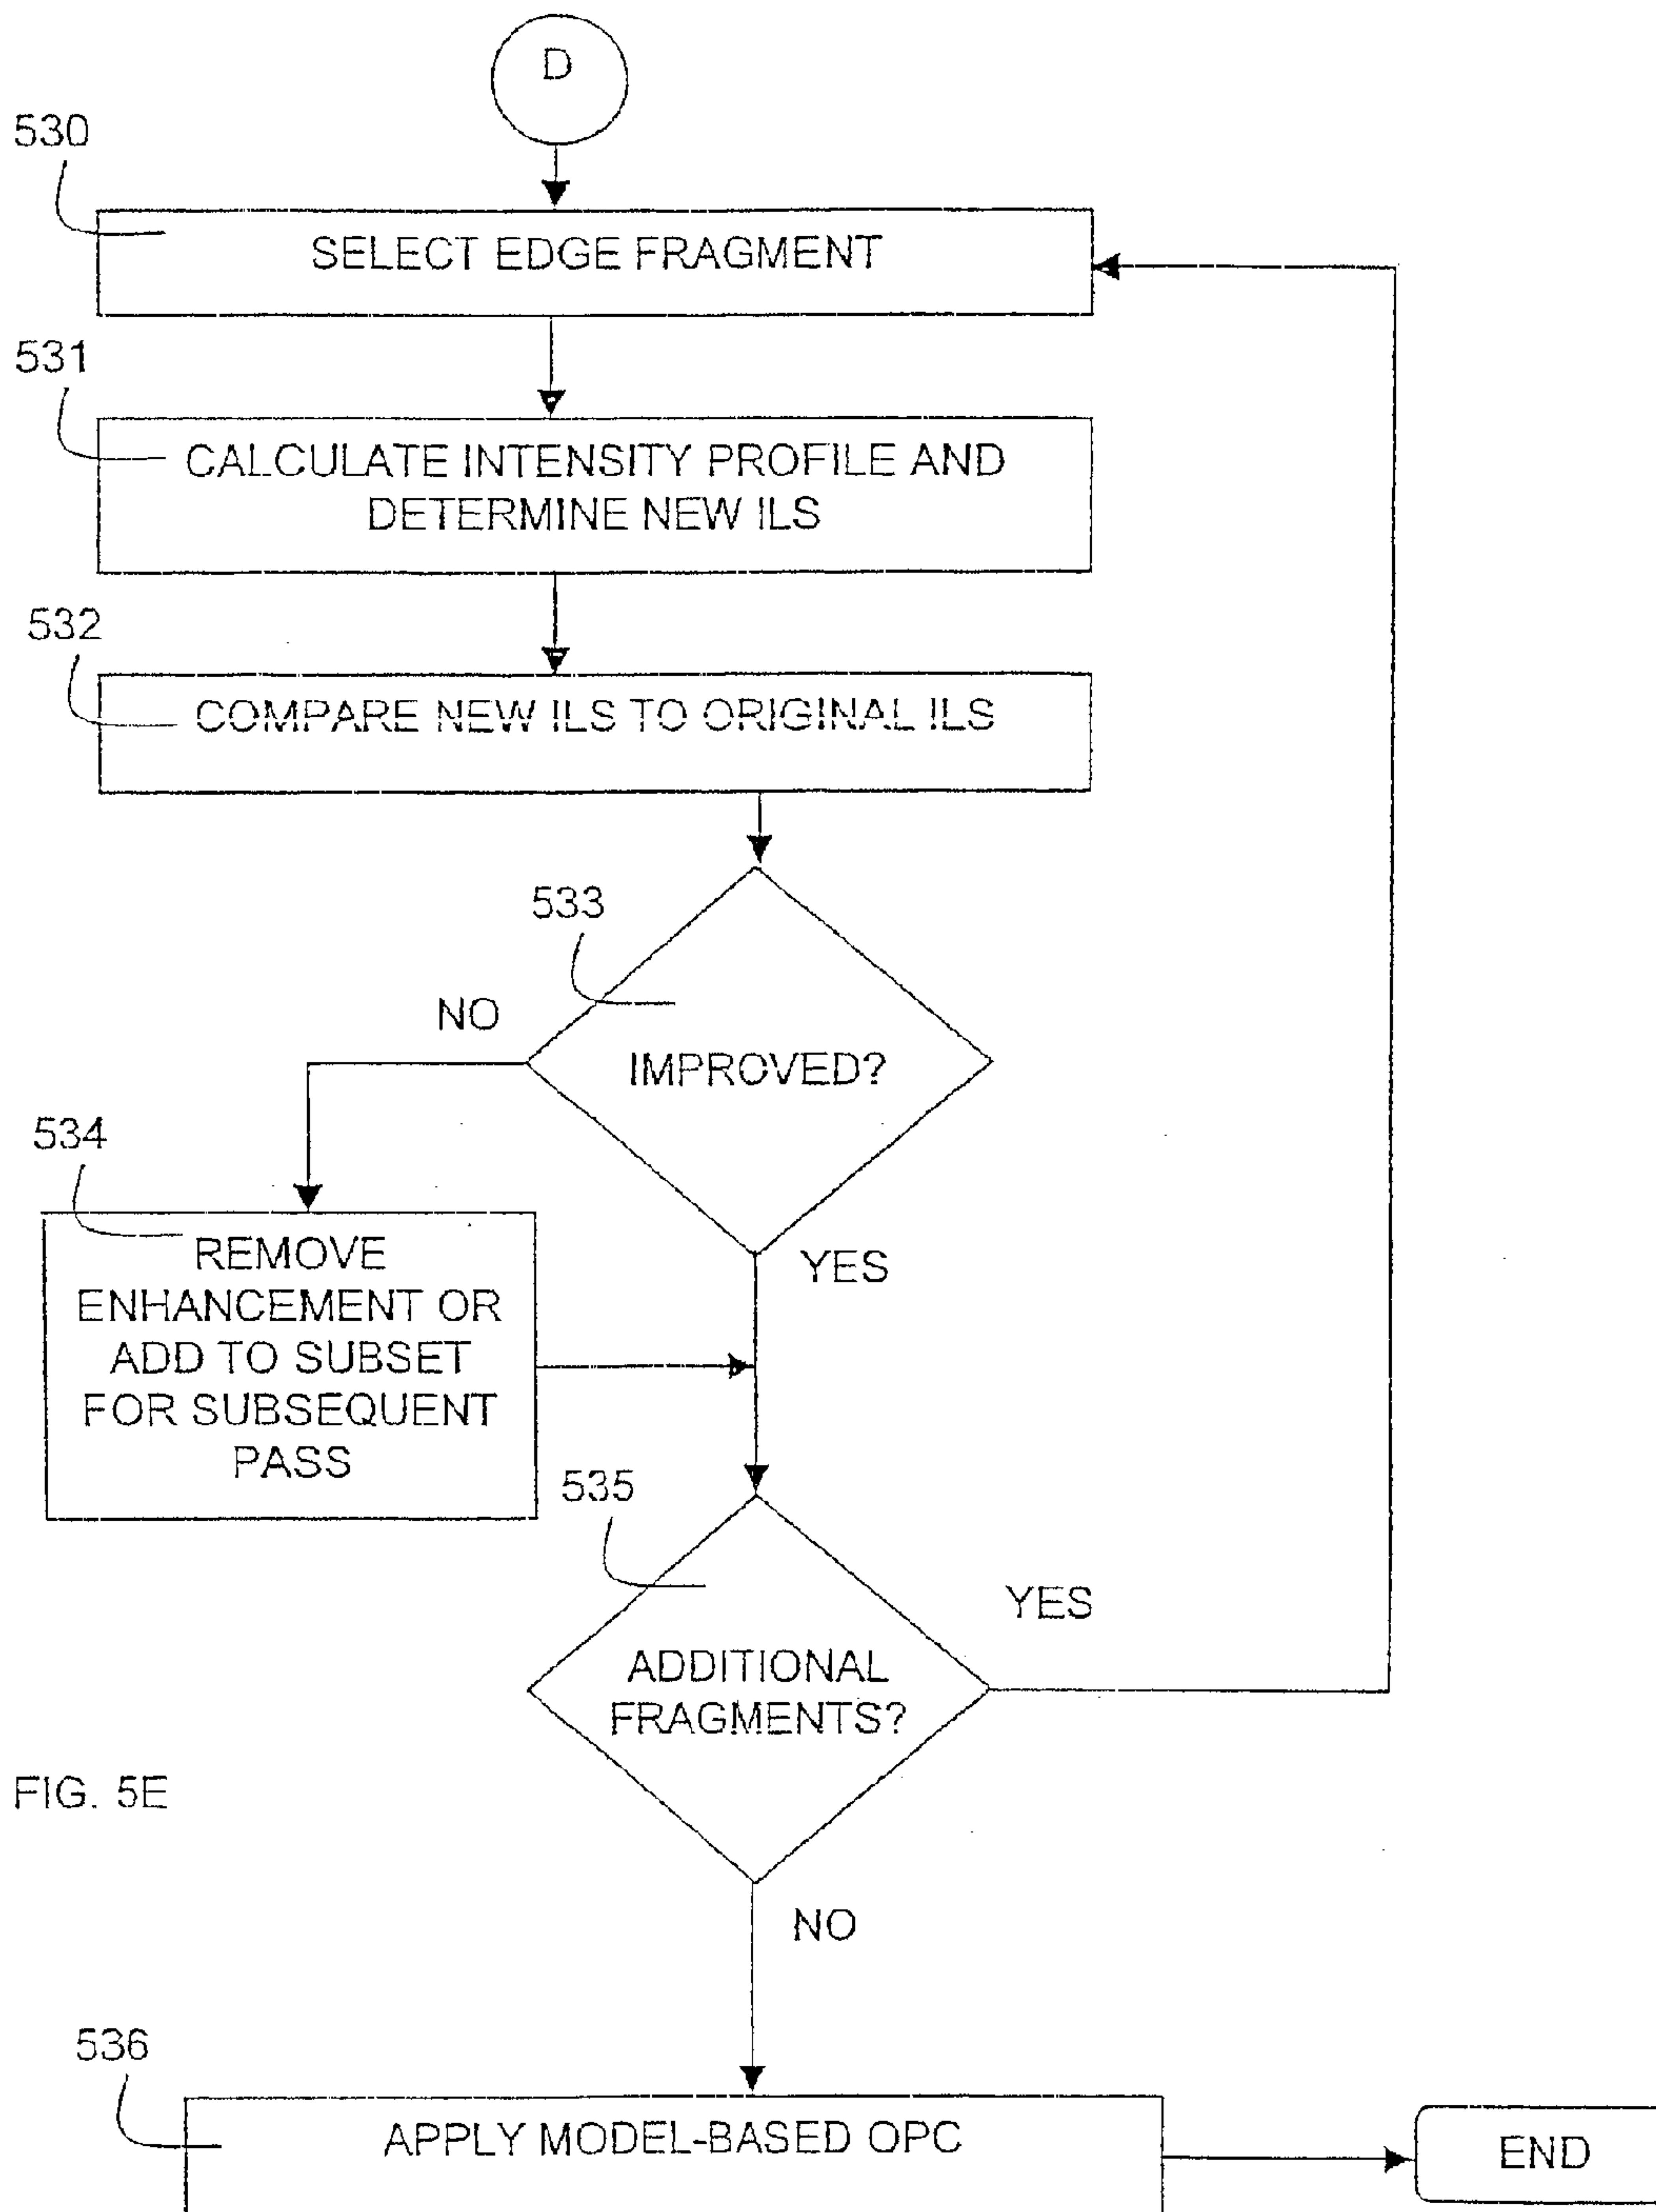 D
530
SELECT EDGE FRAGMENT
531
CALCULATE INTENSITY PROFILE AND
DETERMINE NEW ILS
532
COMPARE NEW ILS TO ORIGINAL ILS
533
NO
IMPROVED?
534
YES
REMOVE
ENHANCEMENT OR
ADD TO SUBSET
FOR SUBSEQUENT
PASS
535
YES
ADDITIONAL
FRAGMENTS?
FIG. 5E
NO
536
APPLY MODEL-BASED OPC
END